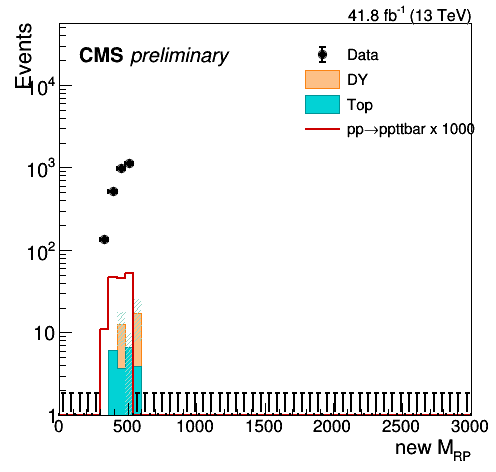 41.8 fb⁻¹ (13 TeV)
Events
CMS preliminary
Data
DY
Top
pp→ppttbar x 1000
10⁴
10³
10²
10
1
0 500 1000 1500 2000 2500 3000
new M_RP